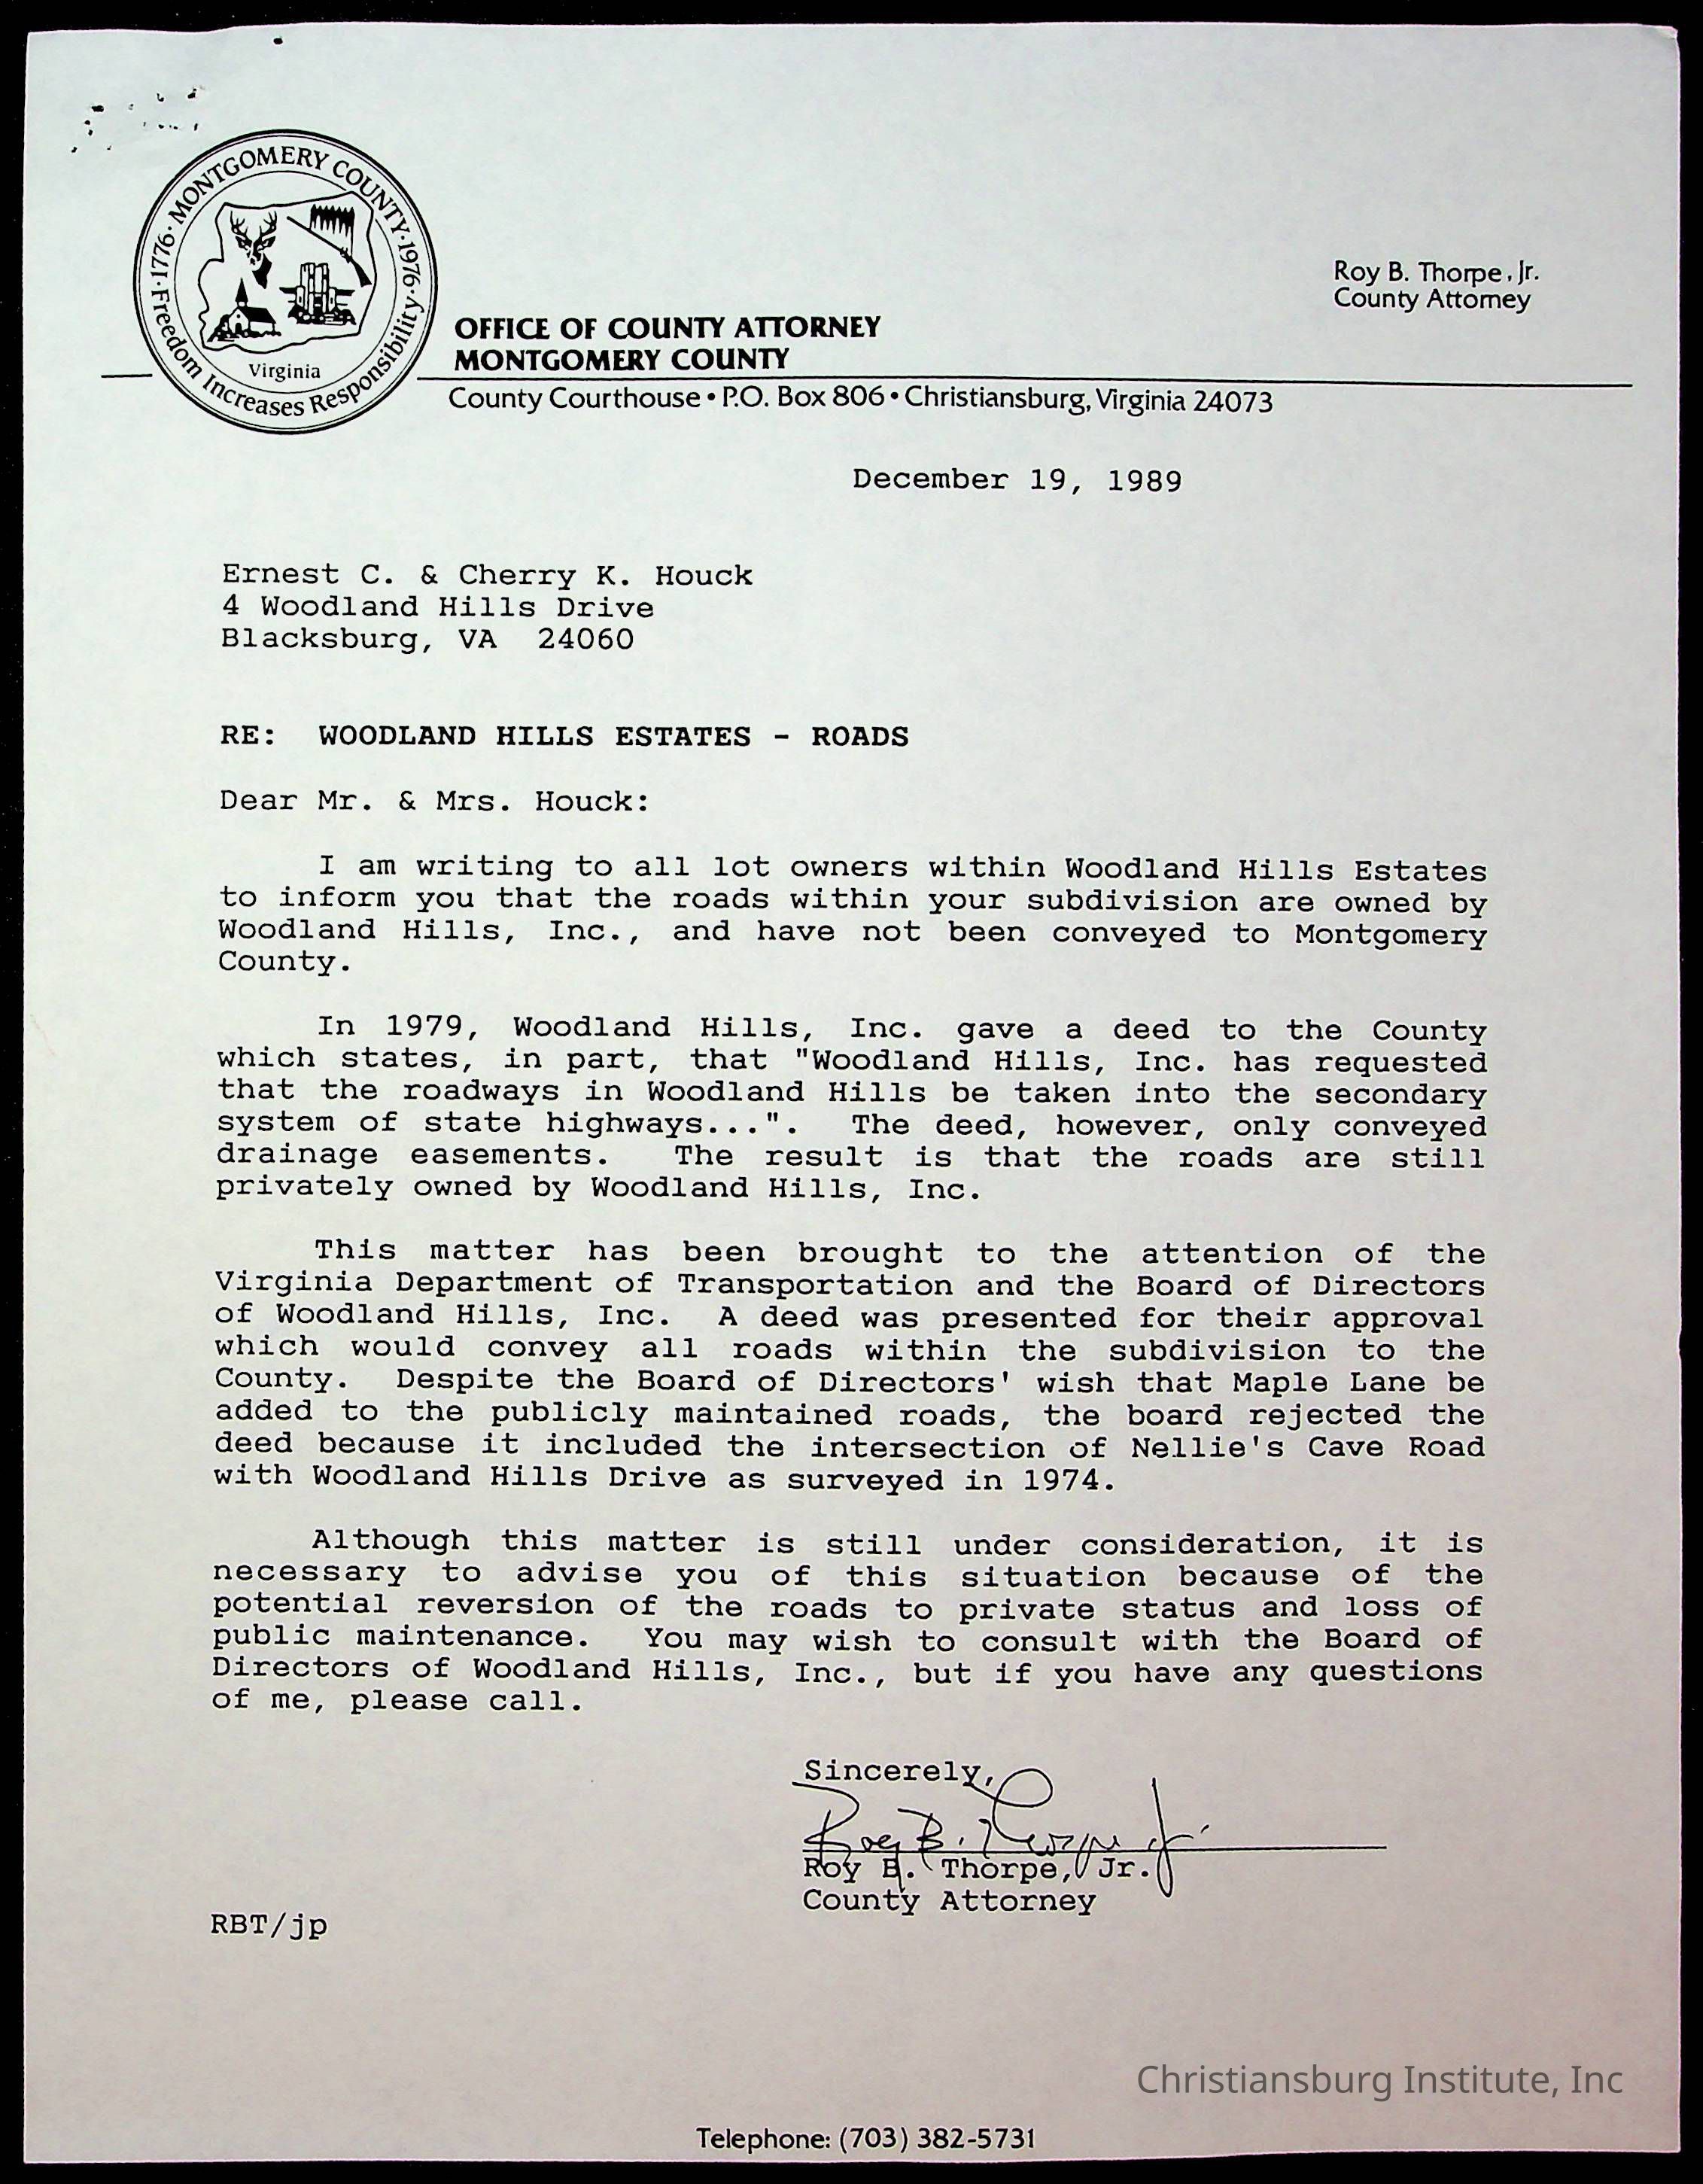 ·1776· MONTGOMERY COUNTY·1976·
Freedom Increases Responsibility
Virginia
Roy B. Thorpe, Jr.
County Attorney
OFFICE OF COUNTY ATTORNEY
MONTGOMERY COUNTY
County Courthouse • P.O. Box 806 • Christiansburg, Virginia 24073
December 19, 1989
Ernest C. & Cherry K. Houck
4 Woodland Hills Drive
Blacksburg, VA 24060
RE: WOODLAND HILLS ESTATES - ROADS
Dear Mr. & Mrs. Houck:
I am writing to all lot owners within Woodland Hills Estates
to inform you that the roads within your subdivision are owned by
Woodland Hills, Inc., and have not been conveyed to Montgomery
County.
In 1979, Woodland Hills, Inc. gave a deed to the County
which states, in part, that "Woodland Hills, Inc. has requested
that the roadways in Woodland Hills be taken into the secondary
system of state highways...". The deed, however, only conveyed
drainage easements. The result is that the roads are still
privately owned by Woodland Hills, Inc.
This matter has been brought to the attention of the
Virginia Department of Transportation and the Board of Directors
of Woodland Hills, Inc. A deed was presented for their approval
which would convey all roads within the subdivision to the
County. Despite the Board of Directors' wish that Maple Lane be
added to the publicly maintained roads, the board rejected the
deed because it included the intersection of Nellie's Cave Road
with Woodland Hills Drive as surveyed in 1974.
Although this matter is still under consideration, it is
necessary to advise you of this situation because of the
potential reversion of the roads to private status and loss of
public maintenance. You may wish to consult with the Board of
Directors of Woodland Hills, Inc., but if you have any questions
of me, please call.
Sincerely,
Roy B. Thorpe Jr.
Roy B. Thorpe, Jr.
County Attorney
RBT/jp
Christiansburg Institute, Inc
Telephone: (703) 382-5731